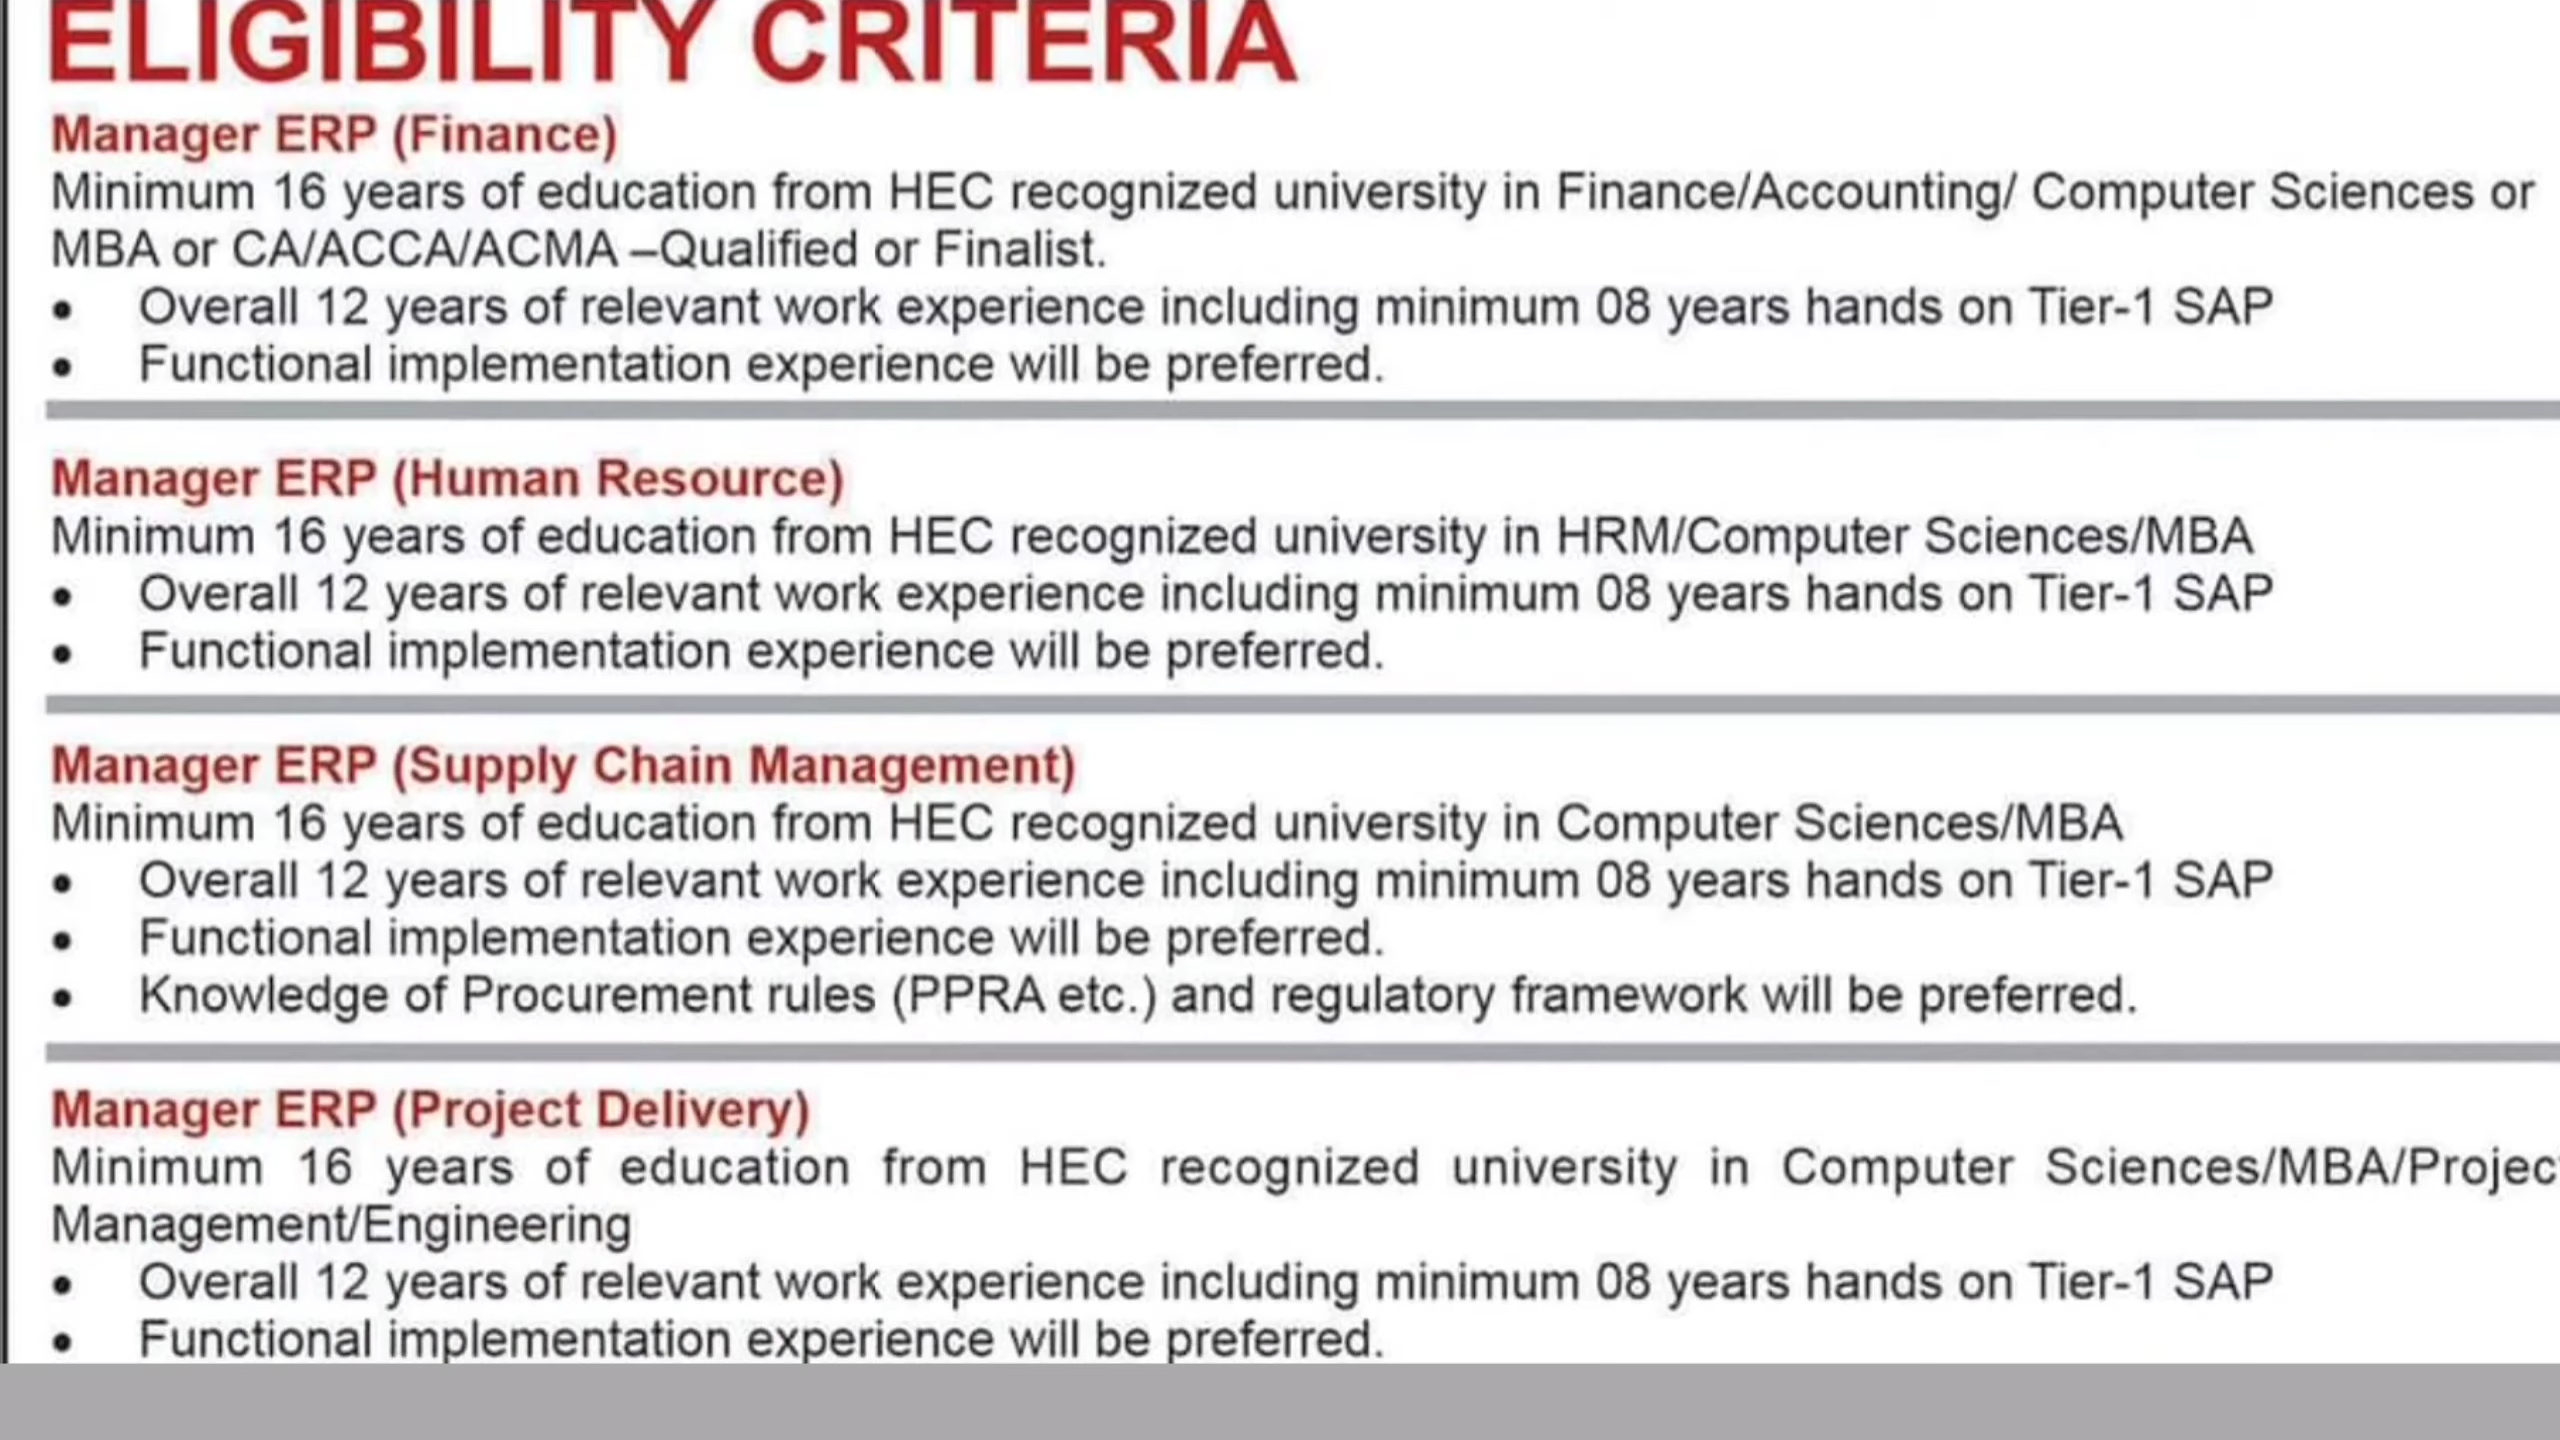 ELIGIBILITY CRITERIA
Manager ERP (Finance)
Minimum 16 years of education from HEC recognized university in Finance/Accounting/ Computer Sciences or
MBA or CA/ACCA/ACMA –Qualified or Finalist.
• Overall 12 years of relevant work experience including minimum 08 years hands on Tier-1 SAP
• Functional implementation experience will be preferred.
Manager ERP (Human Resource)
Minimum 16 years of education from HEC recognized university in HRM/Computer Sciences/MBA
• Overall 12 years of relevant work experience including minimum 08 years hands on Tier-1 SAP
• Functional implementation experience will be preferred.
Manager ERP (Supply Chain Management)
Minimum 16 years of education from HEC recognized university in Computer Sciences/MBA
• Overall 12 years of relevant work experience including minimum 08 years hands on Tier-1 SAP
• Functional implementation experience will be preferred.
• Knowledge of Procurement rules (PPRA etc.) and regulatory framework will be preferred.
Manager ERP (Project Delivery)
Minimum 16 years of education from HEC recognized university in Computer Sciences/MBA/Project
Management/Engineering
• Overall 12 years of relevant work experience including minimum 08 years hands on Tier-1 SAP
• Functional implementation experience will be preferred.